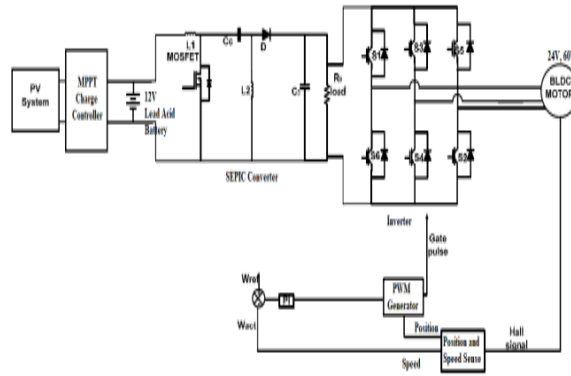 L1
MOSFET
D
L2
PV
System
MPPT
Charge
Controller
12V
Lead Acid
Battery
load
SEPIC Converter
S1
S3
S5
S6
S4
S2
24V, 60
BLDC
MOTOR
Inverter
Gate
pulse
Wref
PI
PWM
Generator
Wact
Position
Speed
Position and
Speed Sense
Hall
signal